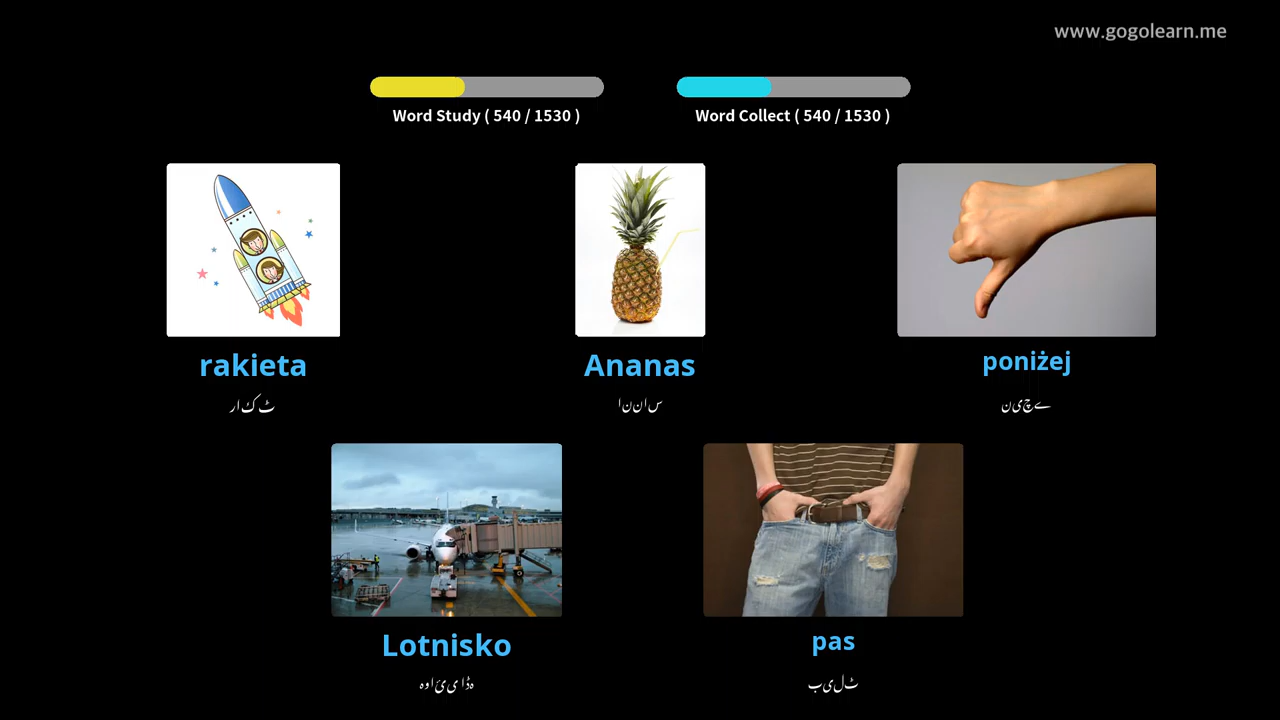 www.gogolearn.me
Word Study ( 540 / 1530 )
Word Collect ( 540 / 1530 )
rakieta
راکٹ
Ananas
انناس
poniżej
نیچے
Lotnisko
ہوائی اڈہ
pas
بیلٹ